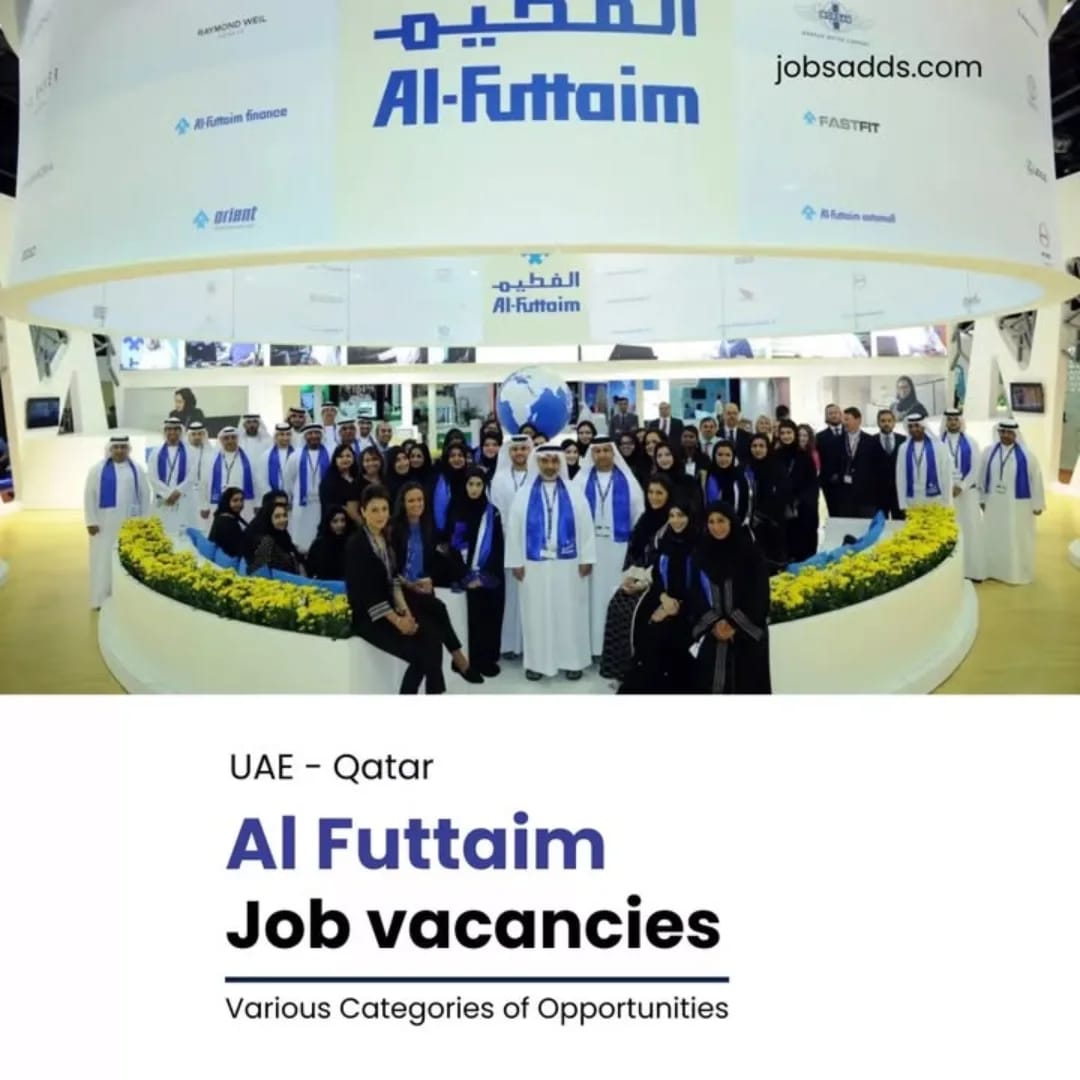 RAYMOND WEIL
GENEVE
الفطيم
Al-Futtaim
jobsadds.com
Al-Futtaim finance
FASTFIT
orient
Al-Futtaim automall
الفطيم
Al-Futtaim
UAE - Qatar
Al Futtaim
Job vacancies
Various Categories of Opportunities